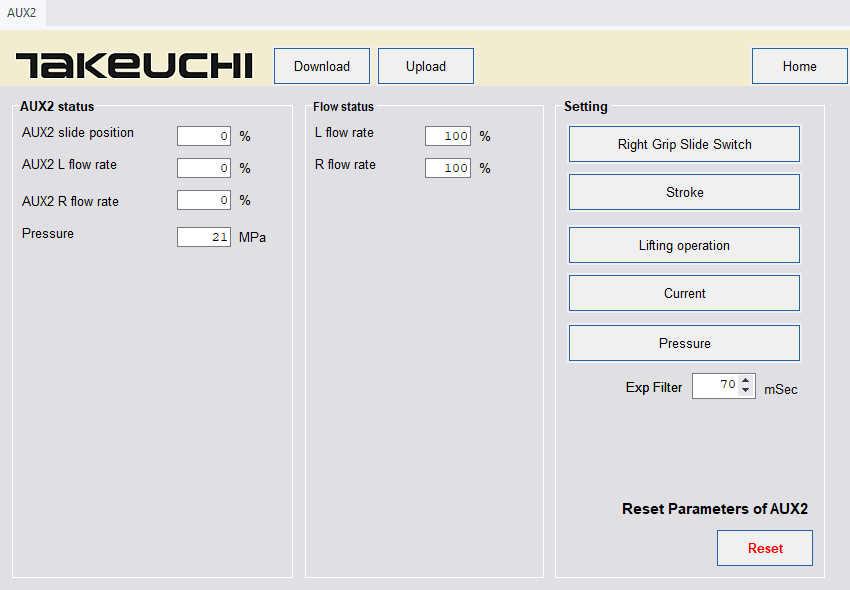 AUX2
TAKEUCHI
Download
Upload
Home
AUX2 status
AUX2 slide position 0 %
AUX2 L flow rate 0 %
AUX2 R flow rate 0 %
Pressure 21 MPa
Flow status
L flow rate 100 %
R flow rate 100 %
Setting
Right Grip Slide Switch
Stroke
Lifting operation
Current
Pressure
Exp Filter 70 mSec
Reset Parameters of AUX2
Reset